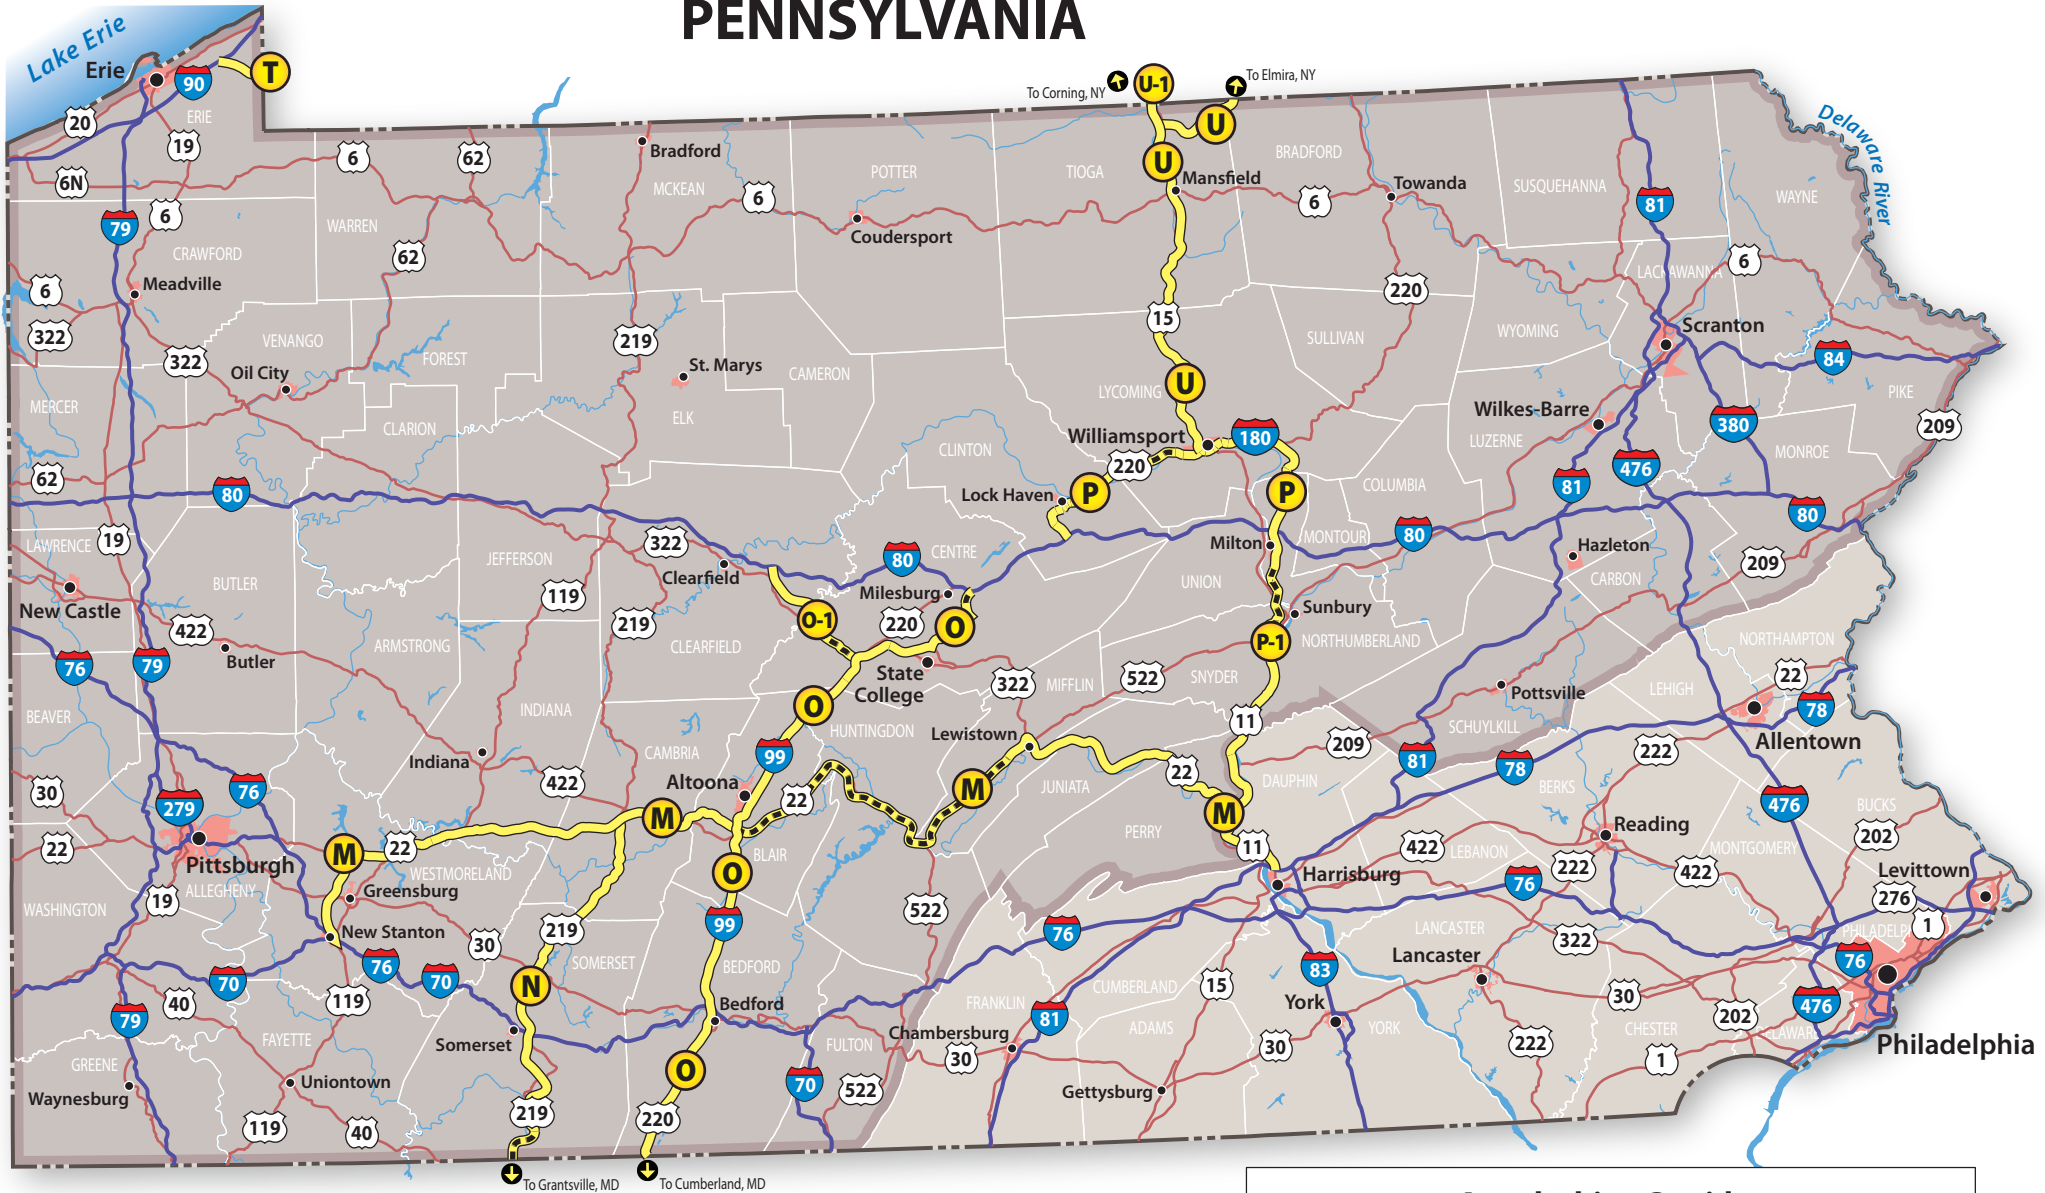 PENNSYLVANIA
Lake Erie
Erie
90
T
20
ERIE
19
6N
6
79
CRAWFORD
6
322
Meadville
322
VENANGO
Oil City
MERCER
62
6
62
WARREN
62
FOREST
CLARION
Bradford
MCKEAN
6
219
St. Marys
ELK
CAMERON
POTTER
Coudersport
To Corning, NY
U-1
To Elmira, NY
U
U
TIOGA
Mansfield
BRADFORD
6
Towanda
SUSQUEHANNA
81
WAYNE
Delaware River
15
220
SULLIVAN
WYOMING
LACKAWANNA
6
Scranton
84
PIKE
209
LYCOMING
U
Williamsport
180
220
CLINTON
Lock Haven
P
P
COLUMBIA
Wilkes-Barre
LUZERNE
380
MONROE
81
476
80
80
19
LAWRENCE
New Castle
BUTLER
422
Butler
76
79
BEAVER
JEFFERSON
119
ARMSTRONG
INDIANA
Indiana
422
322
Clearfield
219
CLEARFIELD
80
CENTRE
Milesburg
O-1
220
O
State
College
O
322
MIFFLIN
522
SNYDER
UNION
Milton
MONTOUR
80
Sunbury
P-1
NORTHUMBERLAND
Hazleton
CARBON
209
NORTHAMPTON
22
LEHIGH
78
Allentown
Pottsville
SCHUYLKILL
11
209
81
78
222
BERKS
476
BUCKS
202
HUNTINGDON
Lewistown
99
CAMBRIA
Altoona
22
M
JUNIATA
22
M
DAUPHIN
PERRY
11
Harrisburg
422
LEBANON
222
Reading
422
MONTGOMERY
Levittown
276
1
PHILADELP
76
30
22
279
76
Pittsburgh
M
22
WESTMORELAND
ALLEGHENY
19
WASHINGTON
Greensburg
New Stanton
30
76
70
70
119
40
79
M
BLAIR
O
219
99
SOMERSET
N
BEDFORD
Bedford
522
76
76
LANCASTER
322
Lancaster
83
York
YORK
30
30
CUMBERLAND
15
ADAMS
FRANKLIN
81
Chambersburg
30
Gettysburg
222
CHESTER
1
202
476
DELAWARE
Philadelphia
FAYETTE
GREENE
Waynesburg
Uniontown
119
40
Somerset
219
O
220
70
FULTON
522
To Grantsville, MD
To Cumberland, MD